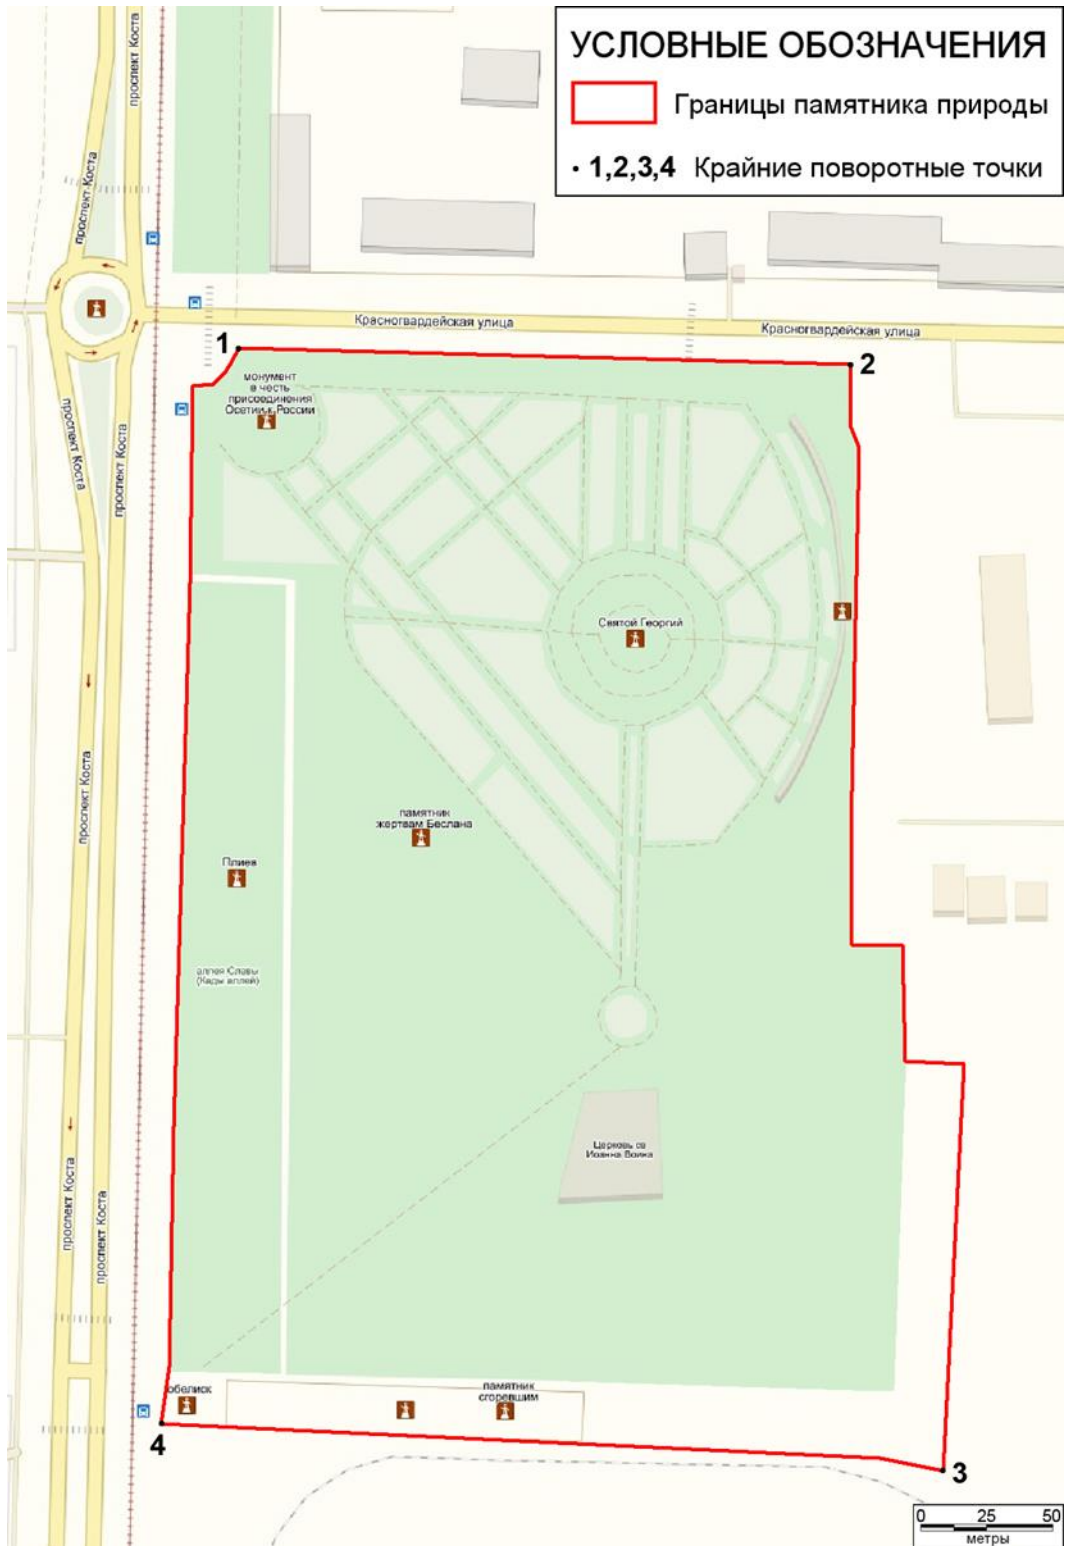 УСЛОВНЫЕ ОБОЗНАЧЕНИЯ
Границы памятника природы
1,2,3,4 Крайние поворотные точки
проспект Коста
проспект Коста
проспект Коста
Красногвардейская улица
Красногвардейская улица
1
2
монумент
в честь
присоединения
Осетии к России
проспект Коста
проспект Коста
Святой Георгий
проспект Коста
памятник
жертвам Беслана
Плиев
аллея Славы
(Кады аллей)
Церковь св
Иоанна Воина
проспект Коста
проспект Коста
обелиск
памятник
сгоревшим
4
3
0 25 50
метры